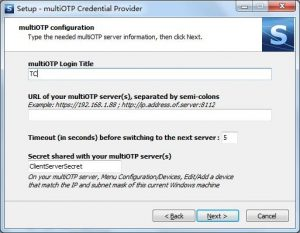 Setup - multiOTP Credential Provider
multiOTP configuration
Type the needed multiOTP server information, then click Next.
S
multiOTP Login Title
TC
URL of your multiOTP server(s), separated by semi-colons
Example: https://192.168.1.88 ; http://ip.address.of.server:8112
Timeout (in seconds) before switching to the next server : 5
Secret shared with your multiOTP server(s)
ClientServerSecret
On your multiOTP server, Menu Configuration/Devices, Edit/Add a device
that match the IP and subnet mask of this current Windows machine
< Back
Next >
Cancel